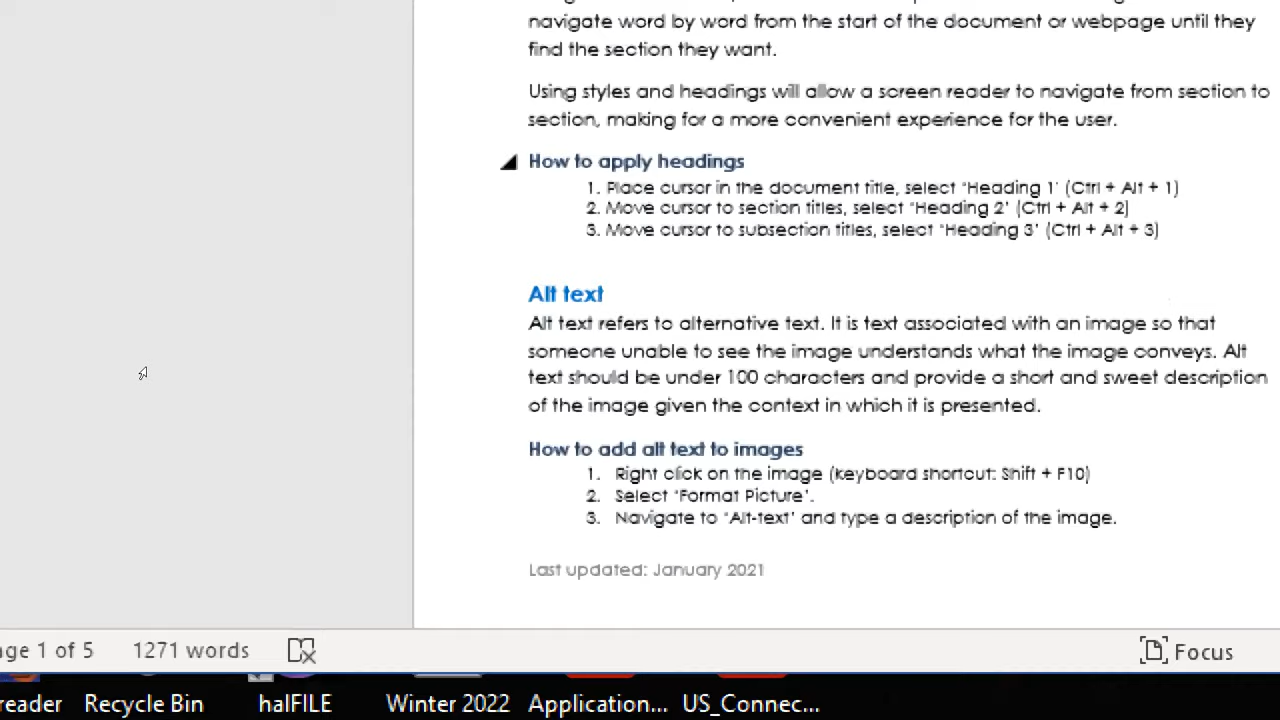 navigate word by word from the start of the document or webpage until they
find the section they want.
Using styles and headings will allow a screen reader to navigate from section to
section, making for a more convenient experience for the user.
How to apply headings
1. Place cursor in the document title, select "Heading 1" (Ctrl + Alt + 1)
2. Move cursor to section titles, select "Heading 2" (Ctrl + Alt + 2)
3. Move cursor to subsection titles, select "Heading 3" (Ctrl + Alt + 3)
Alt text
Alt text refers to alternative text. It is text associated with an image so that
someone unable to see the image understands what the image conveys. Alt
text should be under 100 characters and provide a short and sweet description
of the image given the context in which it is presented.
How to add alt text to images
1. Right click on the image (keyboard shortcut: Shift + F10)
2. Select "Format Picture".
3. Navigate to "Alt-text" and type a description of the image.
Last updated: January 2021
age 1 of 5 1271 words Focus
reader Recycle Bin halFILE Winter 2022 Application... US_Connec...